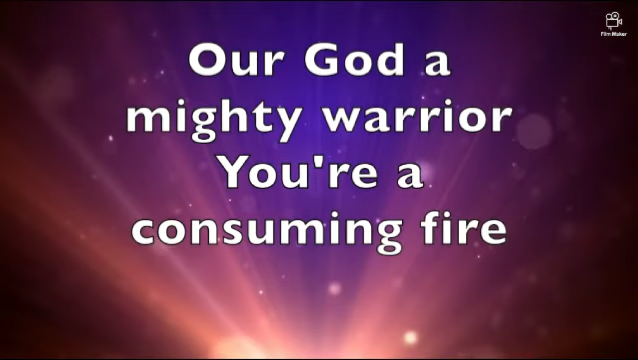 Our God a
mighty warrior
You're a
consuming fire
Film Maker